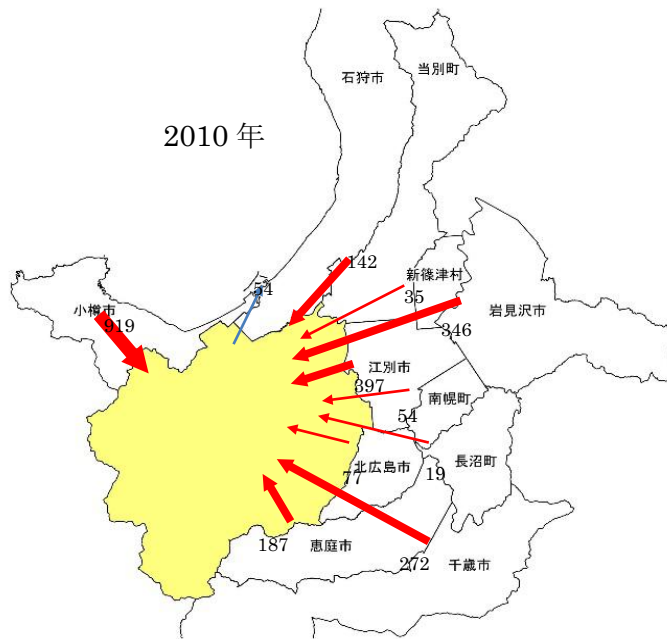 石狩市
当別町
2010 年
142
新篠津村
54
35
小樽市
919
岩見沢市
346
江別市
397
南幌町
54
長沼町
北広島市
77
19
187
恵庭市
272
千歳市